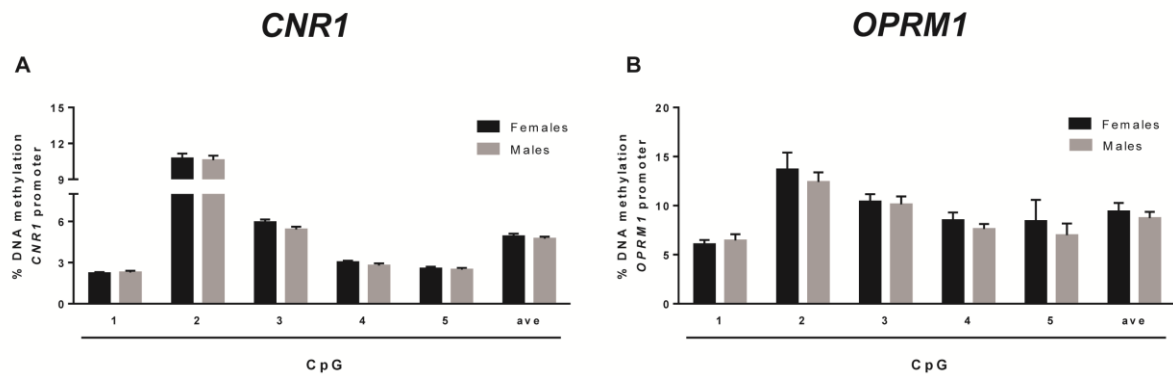 CNR1
OPRM1
A
% DNA methylation
CNR1 promoter
15
12
9
6
3
0
Females
Males
1 2 3 4 5 ave
CpG
B
% DNA methylation
OPRM1 promoter
20
15
10
5
0
Females
Males
1 2 3 4 5 ave
CpG